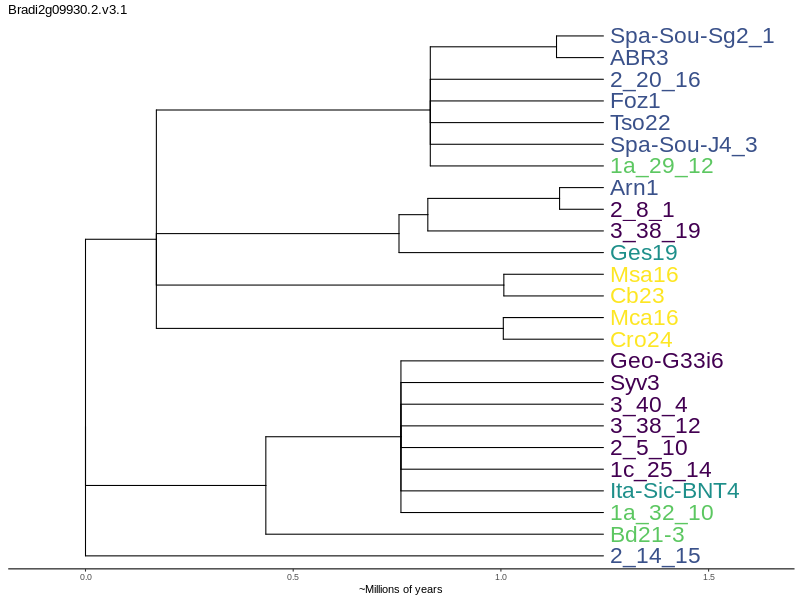 Bradi2g09930.2.v3.1
Spa-Sou-Sg2_1
ABR3
2_20_16
Foz1
Tso22
Spa-Sou-J4_3
1a_29_12
Arn1
2_8_1
3_38_19
Ges19
Msa16
Cb23
Mca16
Cro24
Geo-G33i6
Syv3
3_40_4
3_38_12
2_5_10
1c_25_14
Ita-Sic-BNT4
1a_32_10
Bd21-3
2_14_15
0.0 0.5 1.0 1.5
~Millions of years